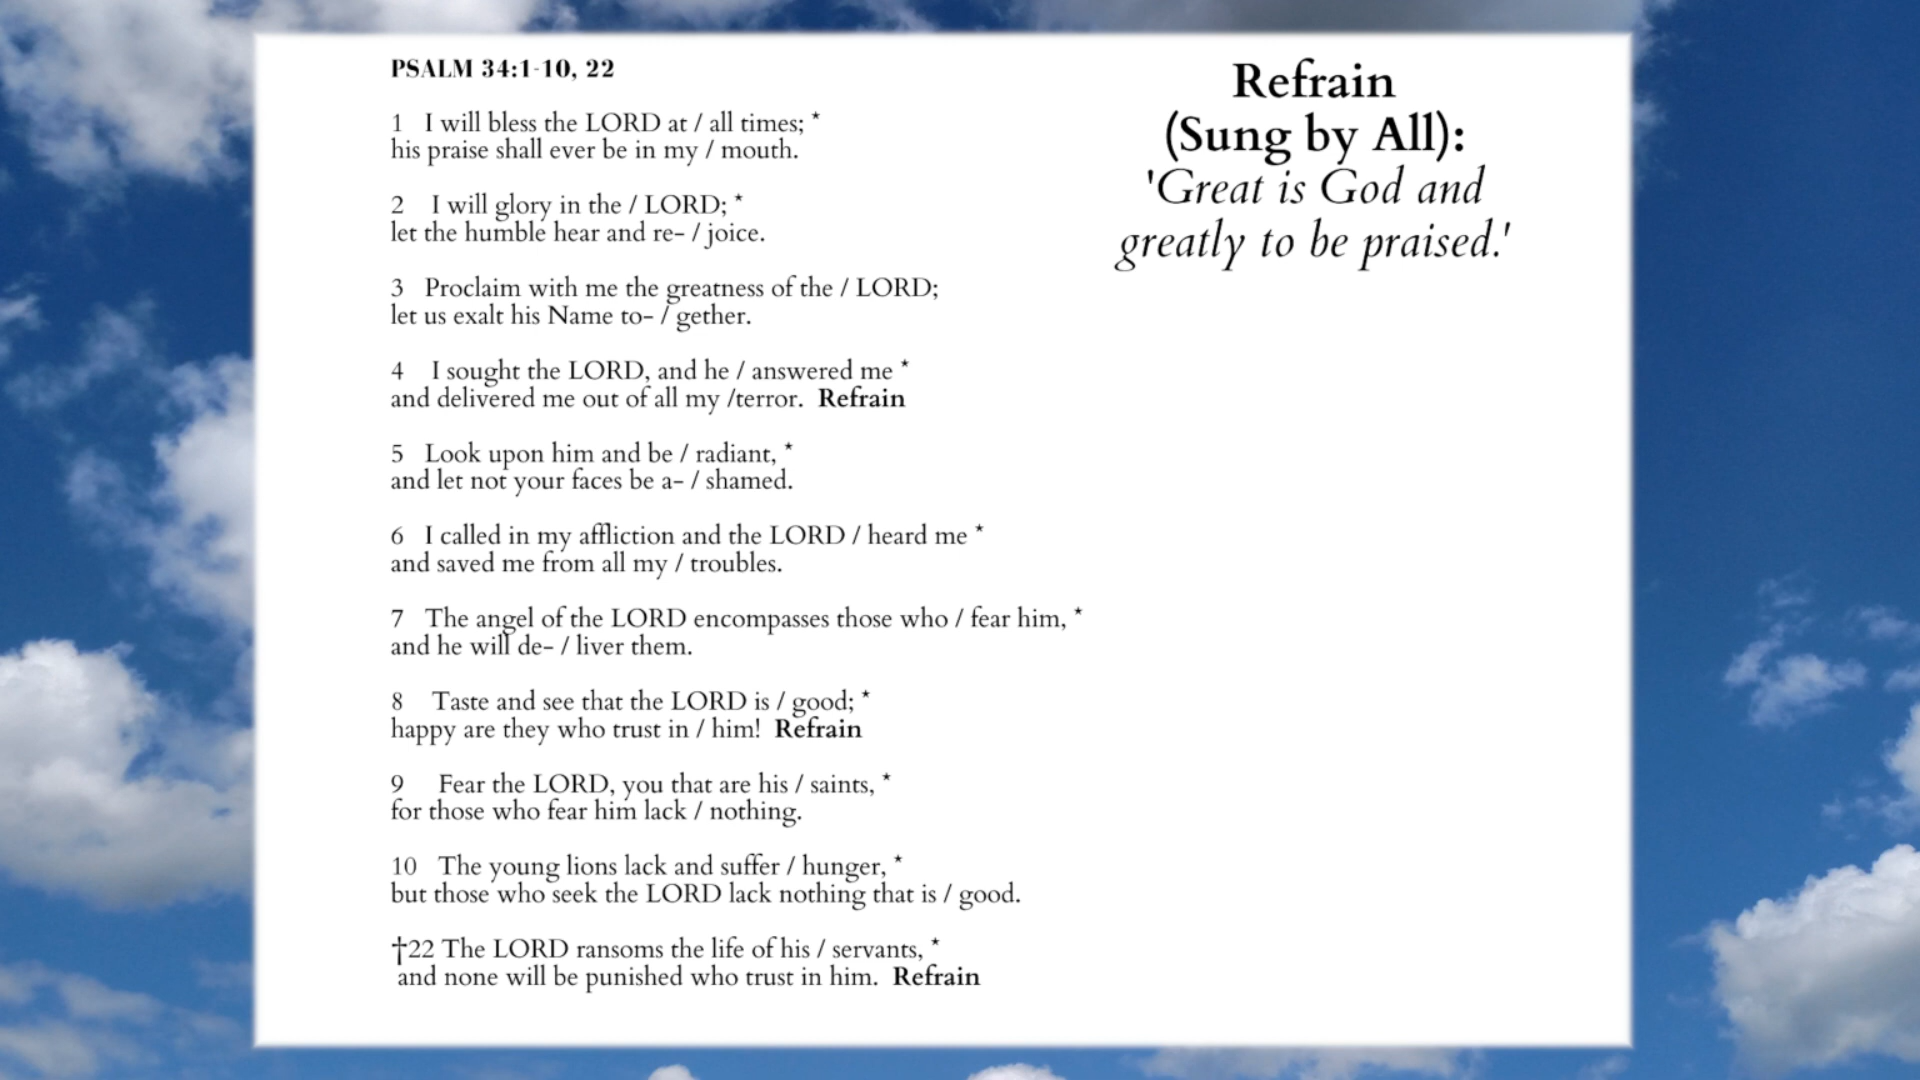 PSALM 34:1-10, 22
1 I will bless the LORD at / all times; *
his praise shall ever be in my / mouth.
2 I will glory in the / LORD; *
let the humble hear and re- / joice.
3 Proclaim with me the greatness of the / LORD;
let us exalt his Name to- / gether.
4 I sought the LORD, and he / answered me *
and delivered me out of all my /terror. Refrain
5 Look upon him and be / radiant, *
and let not your faces be a- / shamed.
6 I called in my affliction and the LORD / heard me *
and saved me from all my / troubles.
7 The angel of the LORD encompasses those who / fear him, *
and he will de- / liver them.
8 Taste and see that the LORD is / good; *
happy are they who trust in / him! Refrain
9 Fear the LORD, you that are his / saints, *
for those who fear him lack / nothing.
10 The young lions lack and suffer / hunger, *
but those who seek the LORD lack nothing that is / good.
†22 The LORD ransoms the life of his / servants, *
and none will be punished who trust in him. Refrain
Refrain
(Sung by All):
'Great is God and
greatly to be praised.'